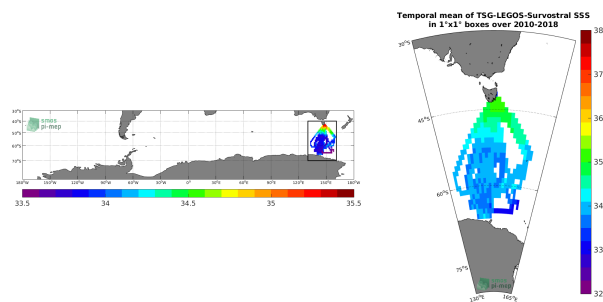 Temporal mean of TSG-LEGOS-Survostral SSS
in 1°x1° boxes over 2010-2018
smos
pi-mep
33.5 34 34.5 35 35.5
30°S
45°S
60°S
75°S
130°E 165°E
smos
pi-mep
38
37
36
35
34
33
32